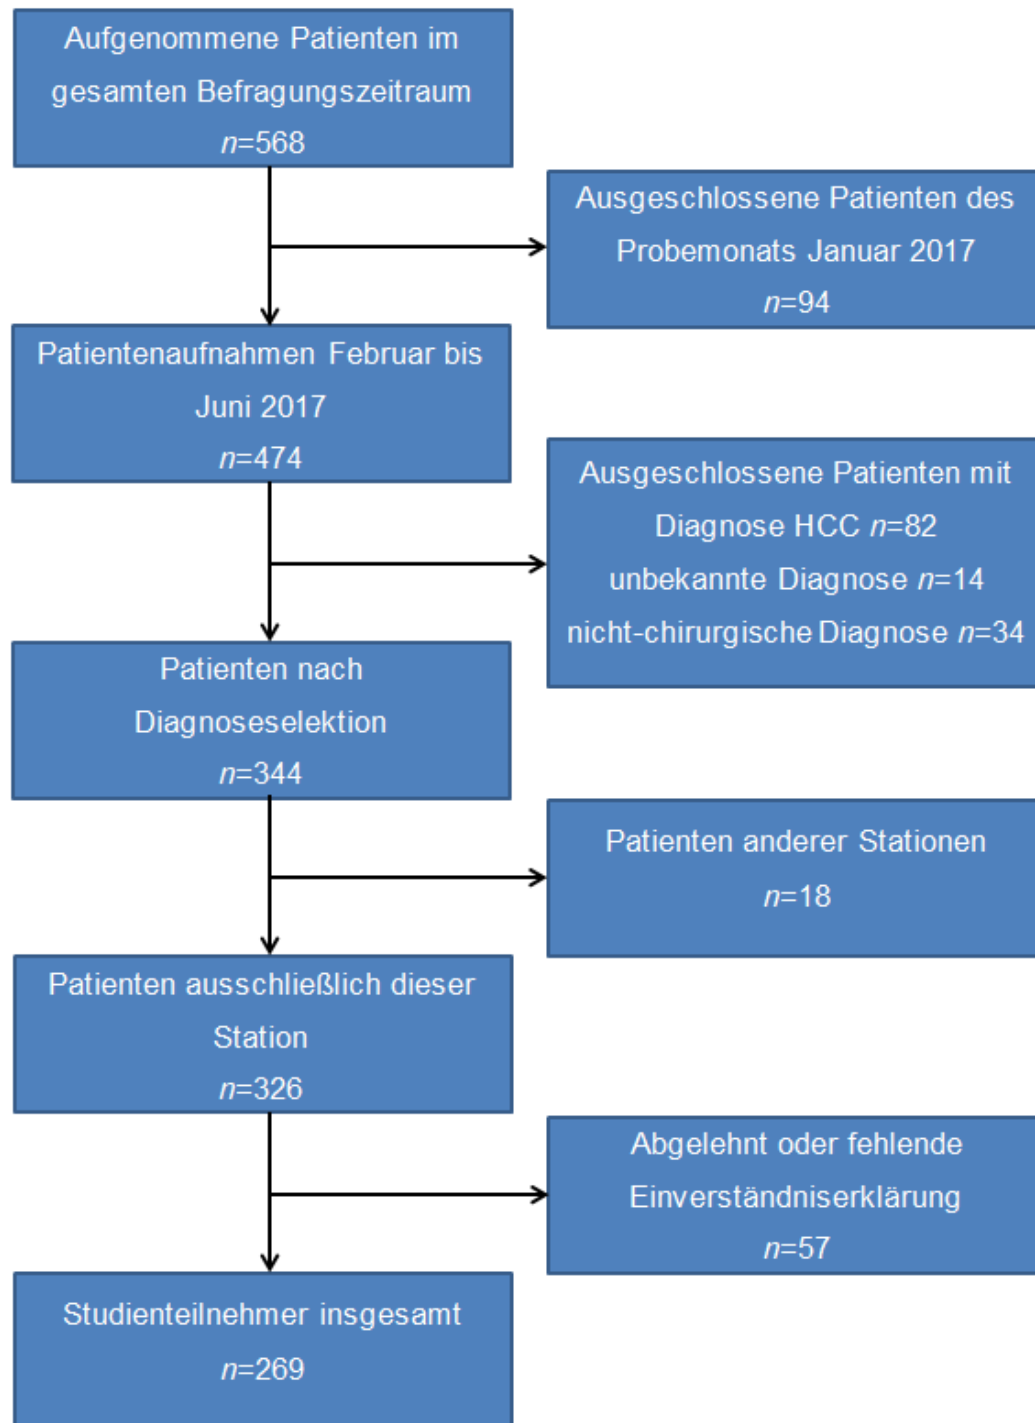 Aufgenommene Patienten im
gesamten Befragungszeitraum
n=568
Ausgeschlossene Patienten des
Probemonats Januar 2017
n=94
Patientenaufnahmen Februar bis
Juni 2017
n=474
Ausgeschlossene Patienten mit
Diagnose HCC n=82
unbekannte Diagnose n=14
nicht-chirurgische Diagnose n=34
Patienten nach
Diagnoseselektion
n=344
Patienten anderer Stationen
n=18
Patienten ausschließlich dieser
Station
n=326
Abgelehnt oder fehlende
Einverständniserklärung
n=57
Studienteilnehmer insgesamt
n=269